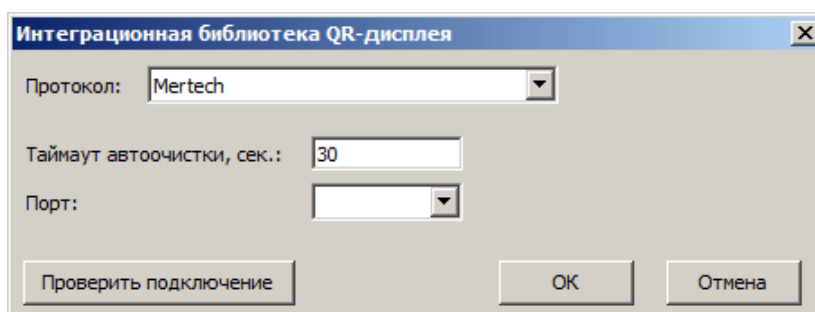 Интеграционная библиотека QR-дисплея
Протокол: Mertech
Таймаут автоочистки, сек.: 30
Порт:
Проверить подключение OK Отмена